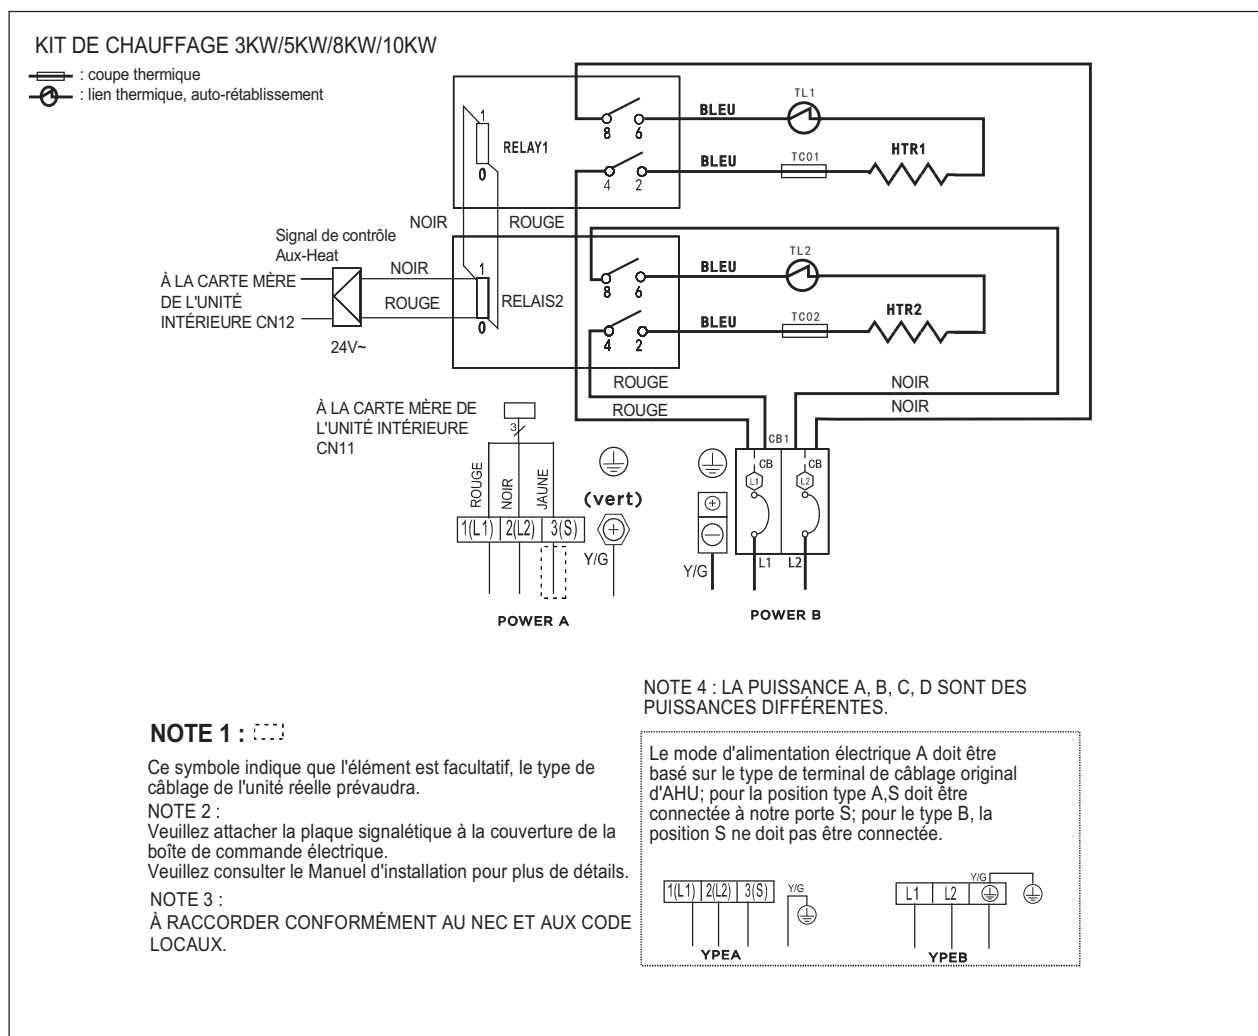 KIT DE CHAUFFAGE 3KW/5KW/8KW/10KW
: coupe thermique
: lien thermique, auto-rétablissement
1
RELAY1
0
8 6
4 2
BLEU
TL1
BLEU
TCO1
HTR1
NOIR
ROUGE
Signal de contrôle
Aux-Heat
À LA CARTE MÈRE
DE L'UNITÉ
INTÉRIEURE CN12
NOIR
ROUGE
24V~
1
RELAIS2
0
8 6
4 2
BLEU
TL2
BLEU
TCO2
HTR2
ROUGE
NOIR
ROUGE
NOIR
À LA CARTE MÈRE DE
L'UNITÉ INTÉRIEURE
CN11
3
ROUGE
NOIR
JAUNE
1(L1) 2(L2) 3(S)
(vert)
Y/G
POWER A
CB1
CB
CB
L1
L2
Y/G
L1
L2
POWER B
NOTE 1 :
Ce symbole indique que l'élément est facultatif, le type de
câblage de l'unité réelle prévaudra.
NOTE 2 :
Veuillez attacher la plaque signalétique à la couverture de la
boîte de commande électrique.
Veuillez consulter le Manuel d'installation pour plus de détails.
NOTE 3 :
À RACCORDER CONFORMÉMENT AU NEC ET AUX CODE
LOCAUX.
NOTE 4 : LA PUISSANCE A, B, C, D SONT DES
PUISSANCES DIFFÉRENTES.
Le mode d'alimentation électrique A doit être
basé sur le type de terminal de câblage original
d'AHU; pour la position type A,S doit être
connectée à notre porte S; pour le type B, la
position S ne doit pas être connectée.
1(L1) 2(L2) 3(S)
Y/G
YPEA
L1 L2
Y/G
YPEB